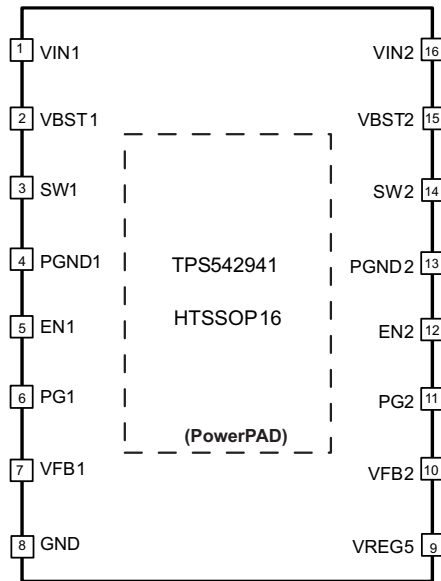 1 VIN1 VIN2 16
2 VBST1 VBST2 15
3 SW1 SW2 14
4 PGND1 PGND2 13
TPS542941
HTSSOP16
5 EN1 EN2 12
6 PG1 PG2 11
(PowerPAD)
7 VFB1 VFB2 10
8 GND VREG5 9